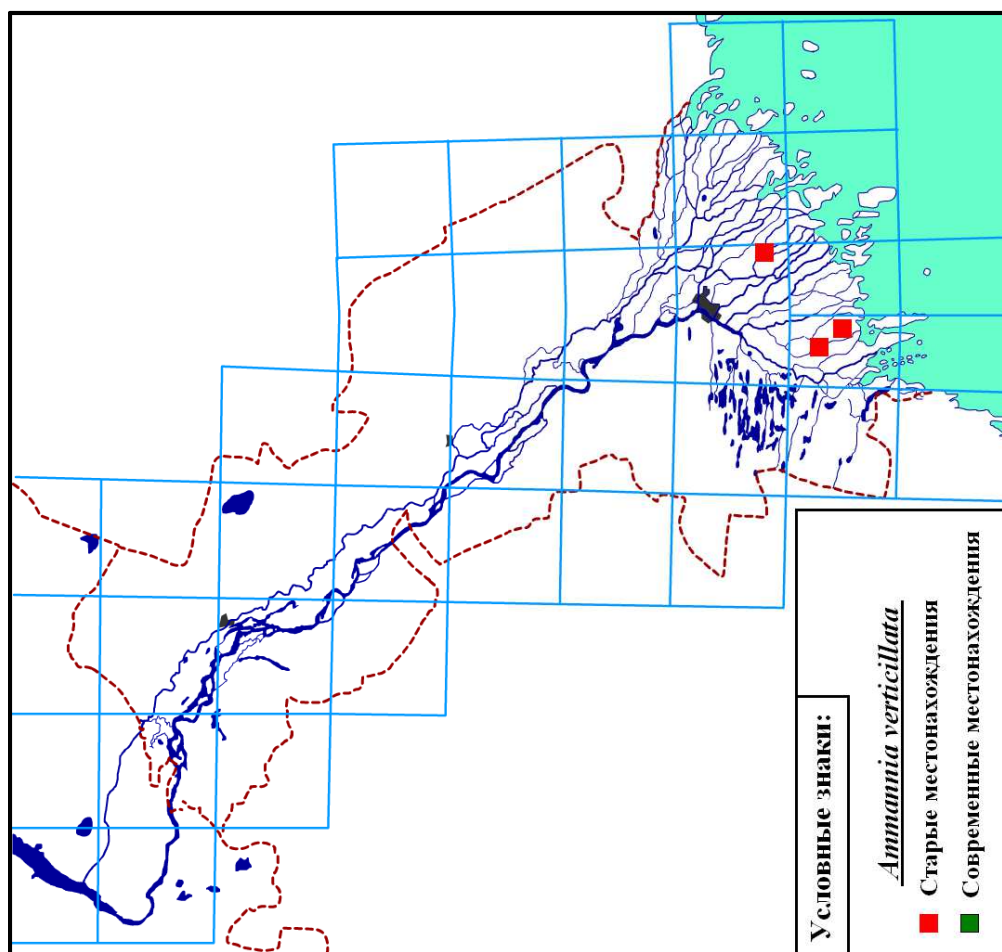 Условные знаки:
Ammannia verticillata
Старые местонахождения
Современные местонахождения